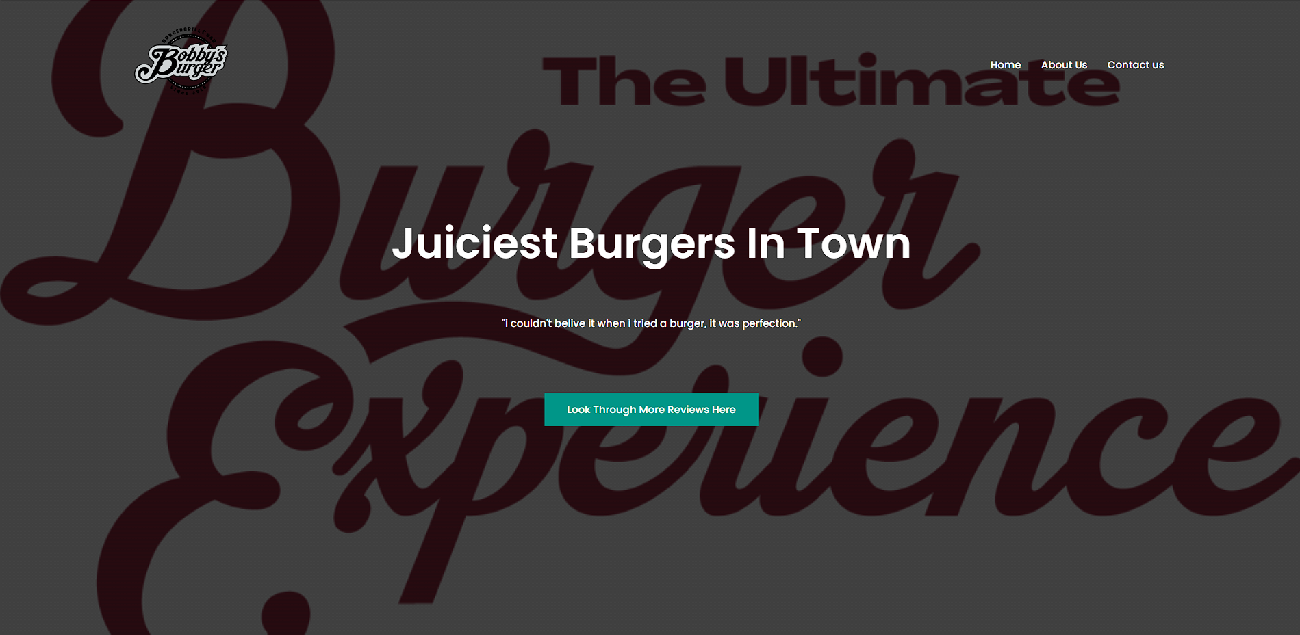 Bobby's
Burger
The Ultimate
Home About Us Contact us
Burger
Juiciest Burgers In Town
"I couldn't belive it when I tried a burger, it was perfection."
Experience
Look Through More Reviews Here